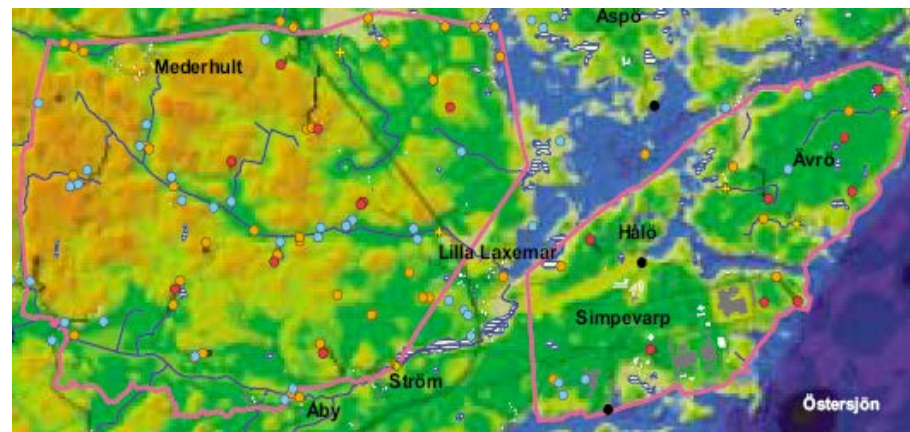 Äspö
Mederhult
Ävrö
Hålö
Lilla Laxemar
Simpevarp
Ström
Åby
Östersjön